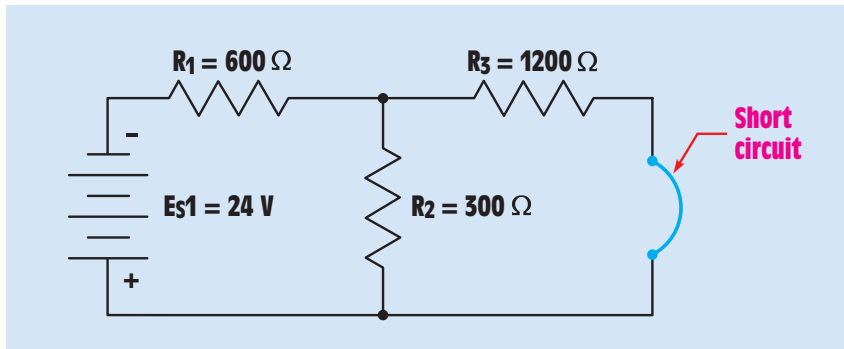 R1 = 600 Ω
R3 = 1200 Ω
Short
circuit
-
Es1 = 24 V
R2 = 300 Ω
+